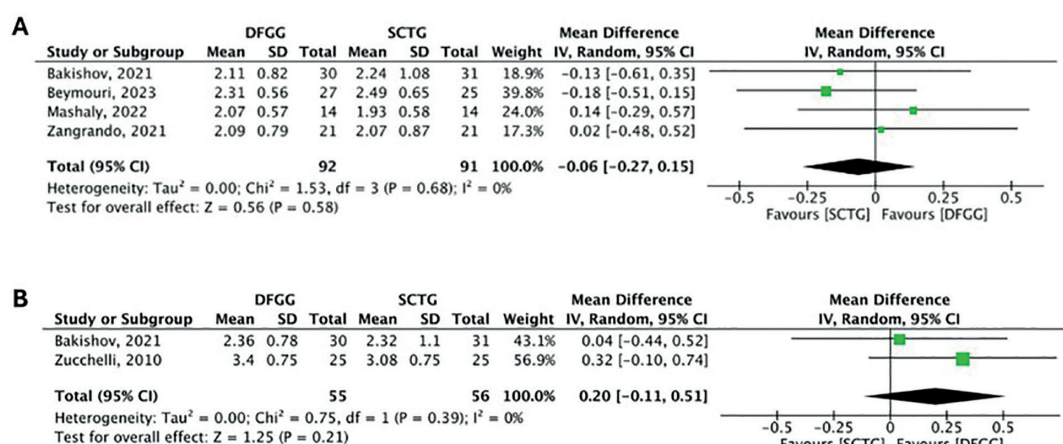 A
DFGG SCTG Mean Difference Mean Difference
Study or Subgroup Mean SD Total Mean SD Total Weight IV, Random, 95% CI IV, Random, 95% CI
Bakishov, 2021 2.11 0.82 30 2.24 1.08 31 18.9% -0.13 [-0.61, 0.35]
Beymouri, 2023 2.31 0.56 27 2.49 0.65 25 39.8% -0.18 [-0.51, 0.15]
Mashaly, 2022 2.07 0.57 14 1.93 0.58 14 24.0% 0.14 [-0.29, 0.57]
Zangrando, 2021 2.09 0.79 21 2.07 0.87 21 17.3% 0.02 [-0.48, 0.52]
Total (95% CI) 92 91 100.0% -0.06 [-0.27, 0.15]
Heterogeneity: Tau² = 0.00; Chi² = 1.53, df = 3 (P = 0.68); I² = 0%
Test for overall effect: Z = 0.56 (P = 0.58)
-0.5 -0.25 0 0.25 0.5
Favours [SCTG] Favours [DFGG]
B
DFGG SCTG Mean Difference Mean Difference
Study or Subgroup Mean SD Total Mean SD Total Weight IV, Random, 95% CI IV, Random, 95% CI
Bakishov, 2021 2.36 0.78 30 2.32 1.1 31 43.1% 0.04 [-0.44, 0.52]
Zucchelli, 2010 3.4 0.75 25 3.08 0.75 25 56.9% 0.32 [-0.10, 0.74]
Total (95% CI) 55 56 100.0% 0.20 [-0.11, 0.51]
Heterogeneity: Tau² = 0.00; Chi² = 0.75, df = 1 (P = 0.39); I² = 0%
Test for overall effect: Z = 1.25 (P = 0.21)
-0.5 -0.25 0 0.25 0.5
Favours [SCTG] Favours [DFGG]